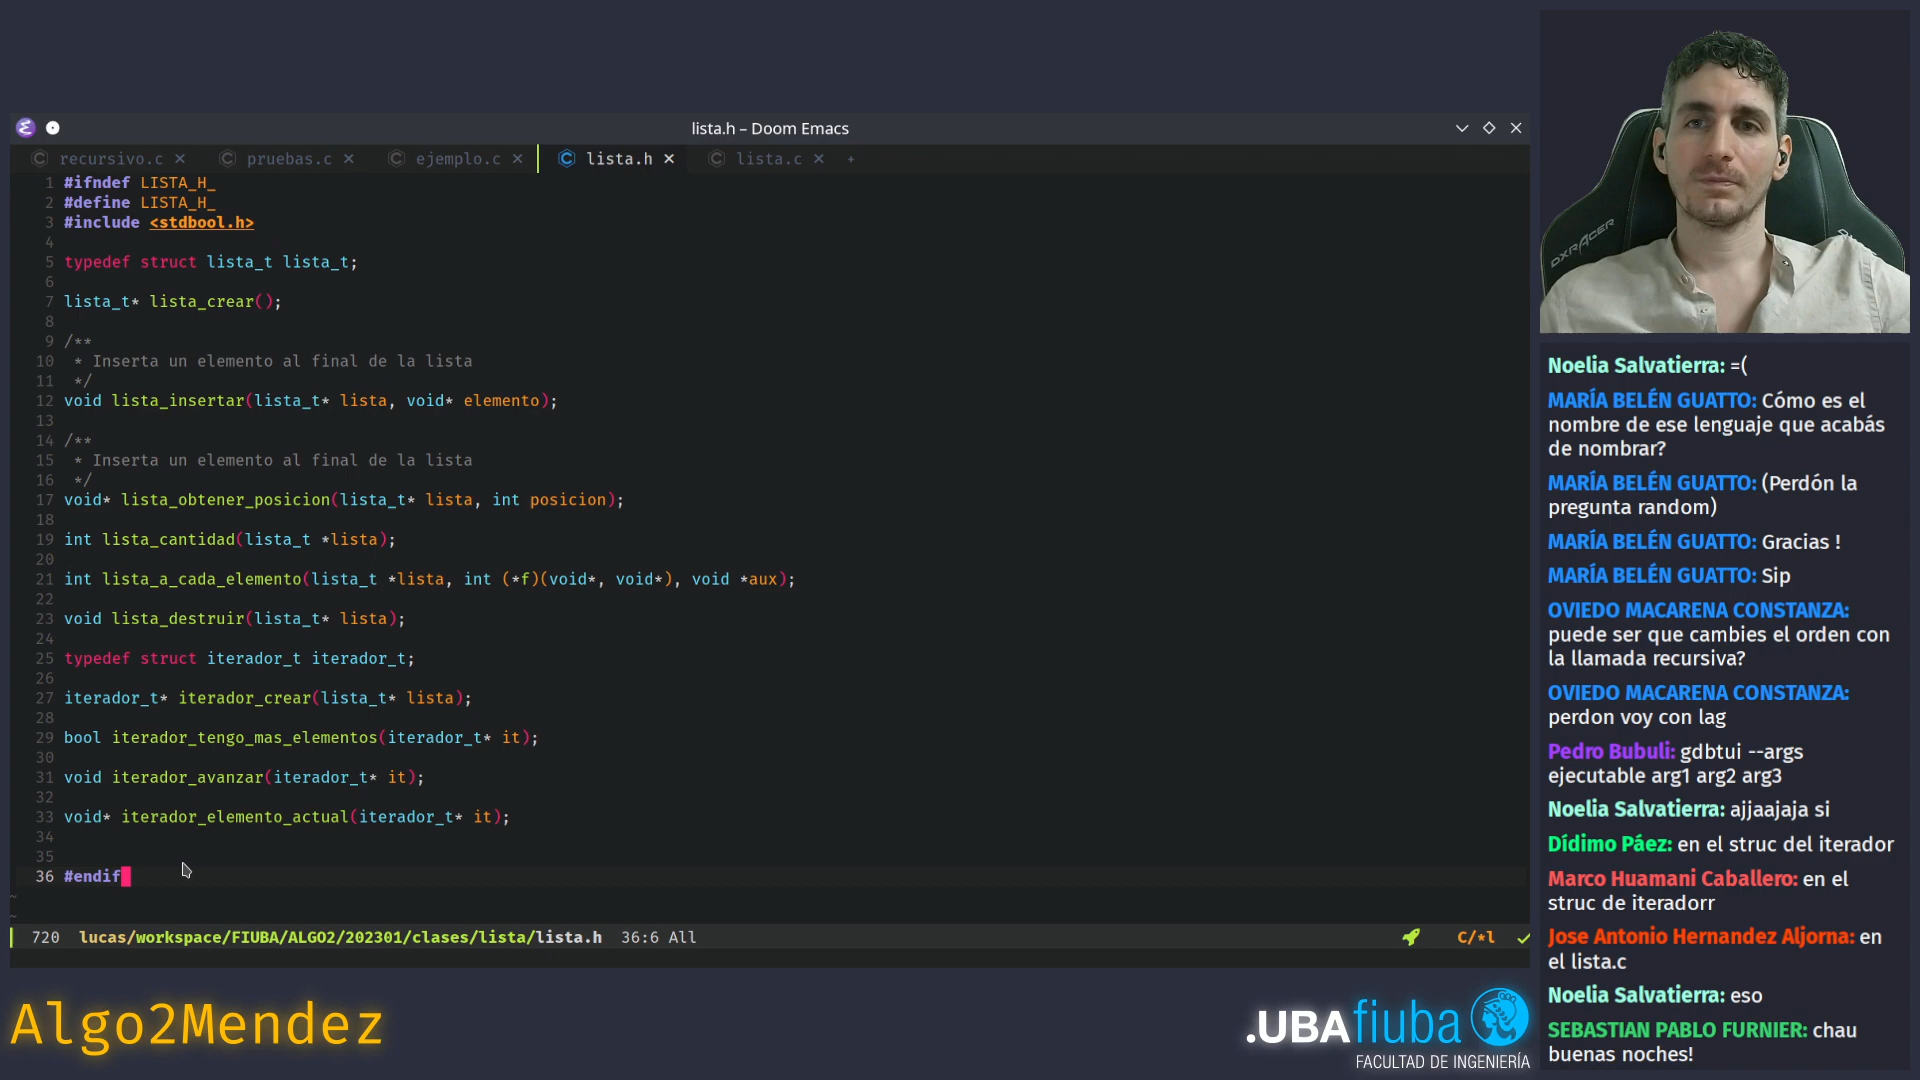 lista.h – Doom Emacs
recursivo.c pruebas.c ejemplo.c lista.h lista.c +
1 #ifndef LISTA_H_
2 #define LISTA_H_
3 #include <stdbool.h>
4
5 typedef struct lista_t lista_t;
6
7 lista_t* lista_crear();
8
9 /**
10 * Inserta un elemento al final de la lista
11 */
12 void lista_insertar(lista_t* lista, void* elemento);
13
14 /**
15 * Inserta un elemento al final de la lista
16 */
17 void* lista_obtener_posicion(lista_t* lista, int posicion);
18
19 int lista_cantidad(lista_t *lista);
20
21 int lista_a_cada_elemento(lista_t *lista, int (*f)(void*, void*), void *aux);
22
23 void lista_destruir(lista_t* lista);
24
25 typedef struct iterador_t iterador_t;
26
27 iterador_t* iterador_crear(lista_t* lista);
28
29 bool iterador_tengo_mas_elementos(iterador_t* it);
30
31 void iterador_avanzar(iterador_t* it);
32
33 void* iterador_elemento_actual(iterador_t* it);
34
35
36 #endif
~
~
720 lucas/workspace/FIUBA/ALGO2/202301/clases/lista/lista.h 36:6 All C/*l
Algo2Mendez
.UBAfiuba
FACULTAD DE INGENIERÍA
DXRACER
Noelia Salvatierra: =(
MARÍA BELÉN GUATTO: Cómo es el
nombre de ese lenguaje que acabás
de nombrar?
MARÍA BELÉN GUATTO: (Perdón la
pregunta random)
MARÍA BELÉN GUATTO: Gracias !
MARÍA BELÉN GUATTO: Sip
OVIEDO MACARENA CONSTANZA:
puede ser que cambies el orden con
la llamada recursiva?
OVIEDO MACARENA CONSTANZA:
perdon voy con lag
Pedro Bubuli: gdbtui --args
ejecutable arg1 arg2 arg3
Noelia Salvatierra: ajjaajaja si
Dídimo Páez: en el struc del iterador
Marco Huamani Caballero: en el
struc de iteradorr
Jose Antonio Hernandez Aljorna: en
el lista.c
Noelia Salvatierra: eso
SEBASTIAN PABLO FURNIER: chau
buenas noches!